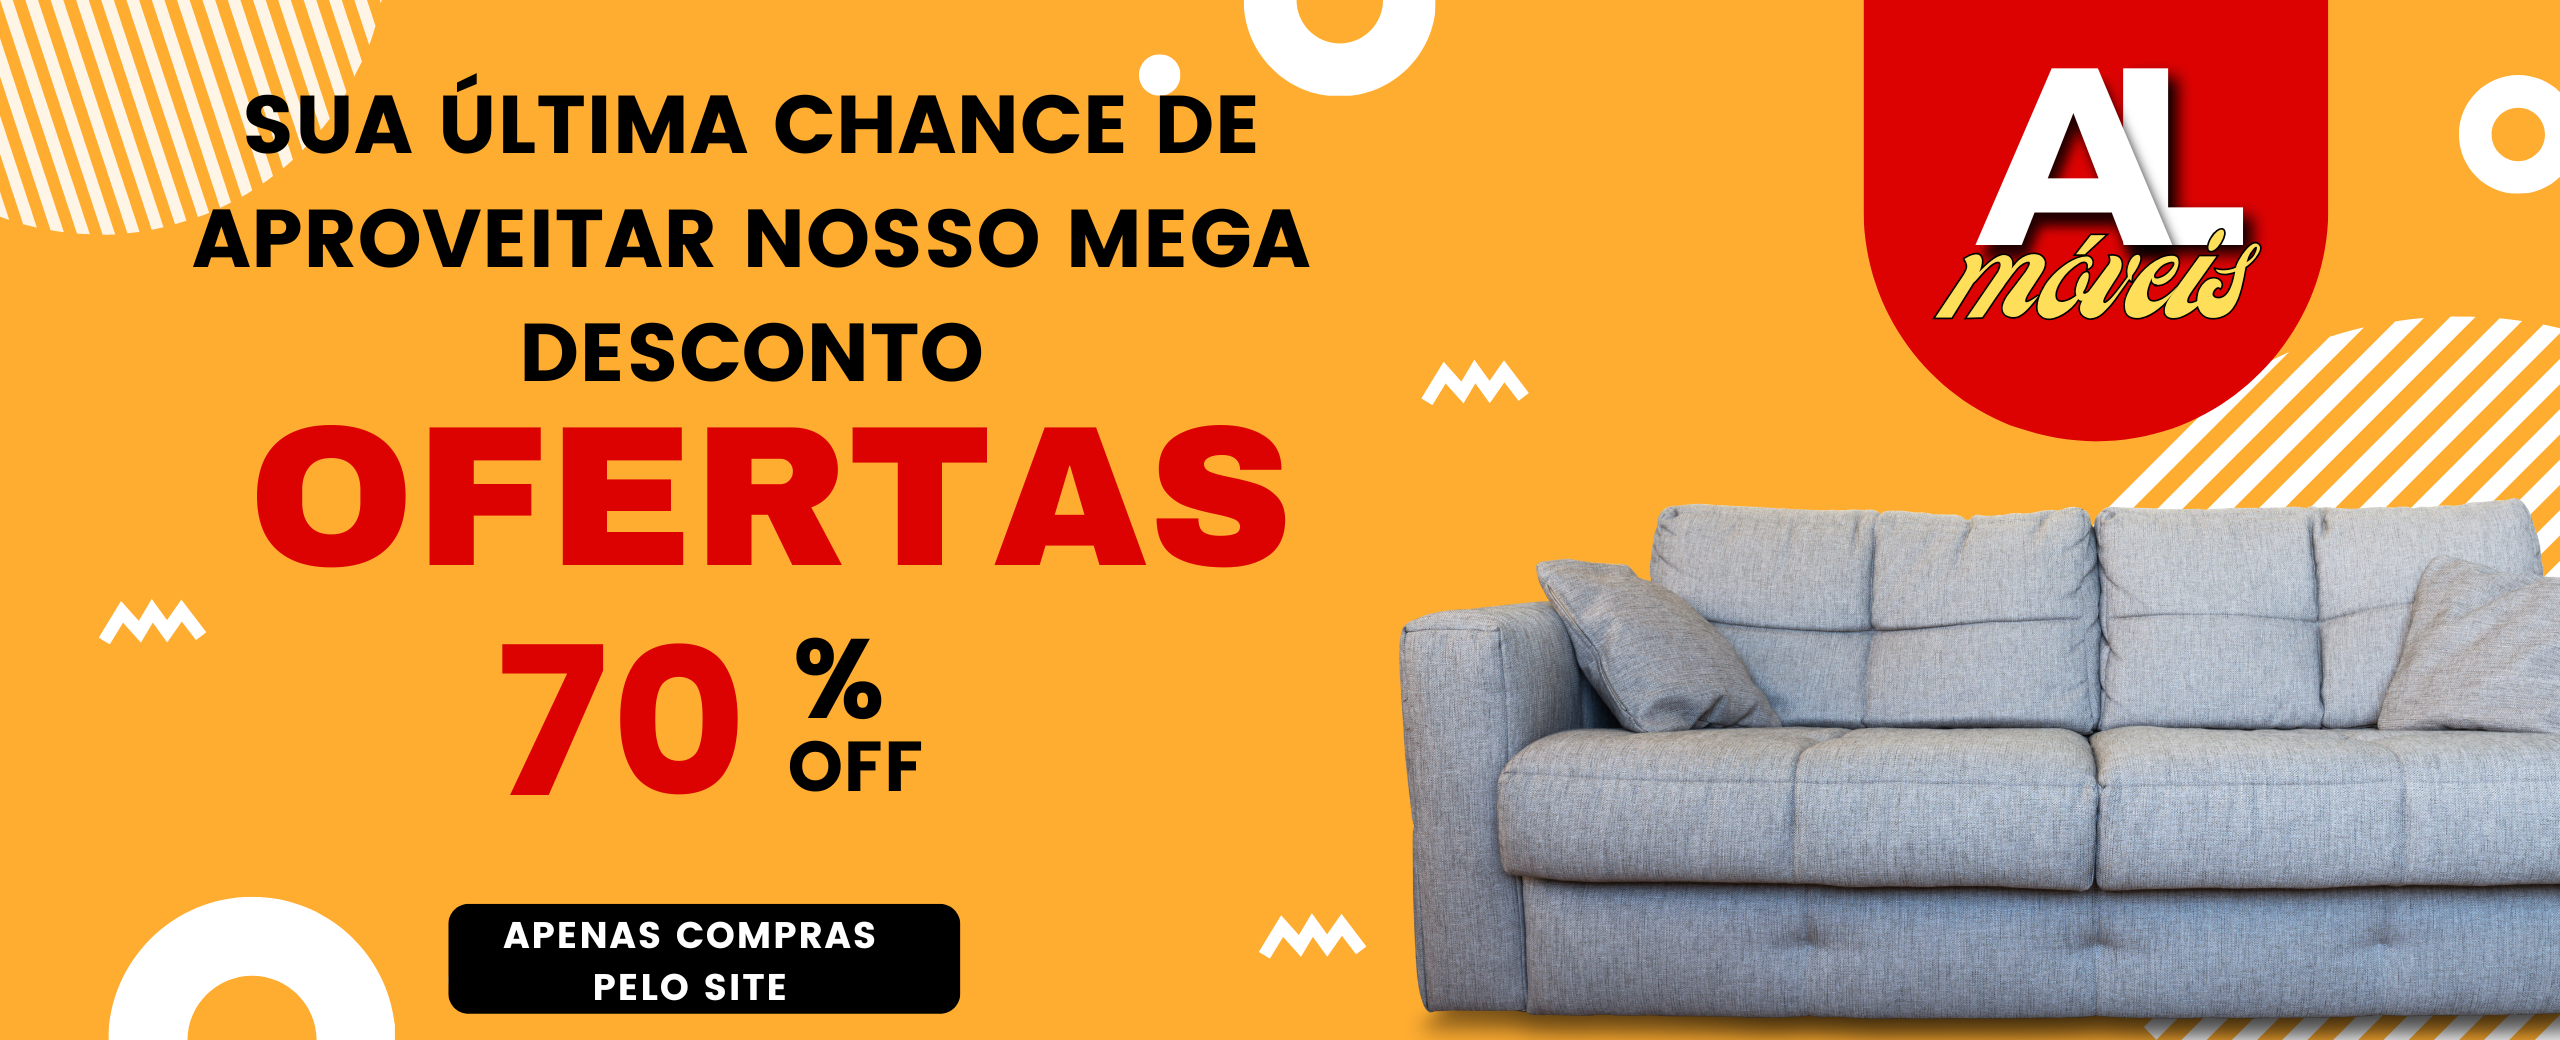 SUA ÚLTIMA CHANCE DE
APROVEITAR NOSSO MEGA
DESCONTO
OFERTAS
70 %
OFF
APENAS COMPRAS
PELO SITE
AL
móveis